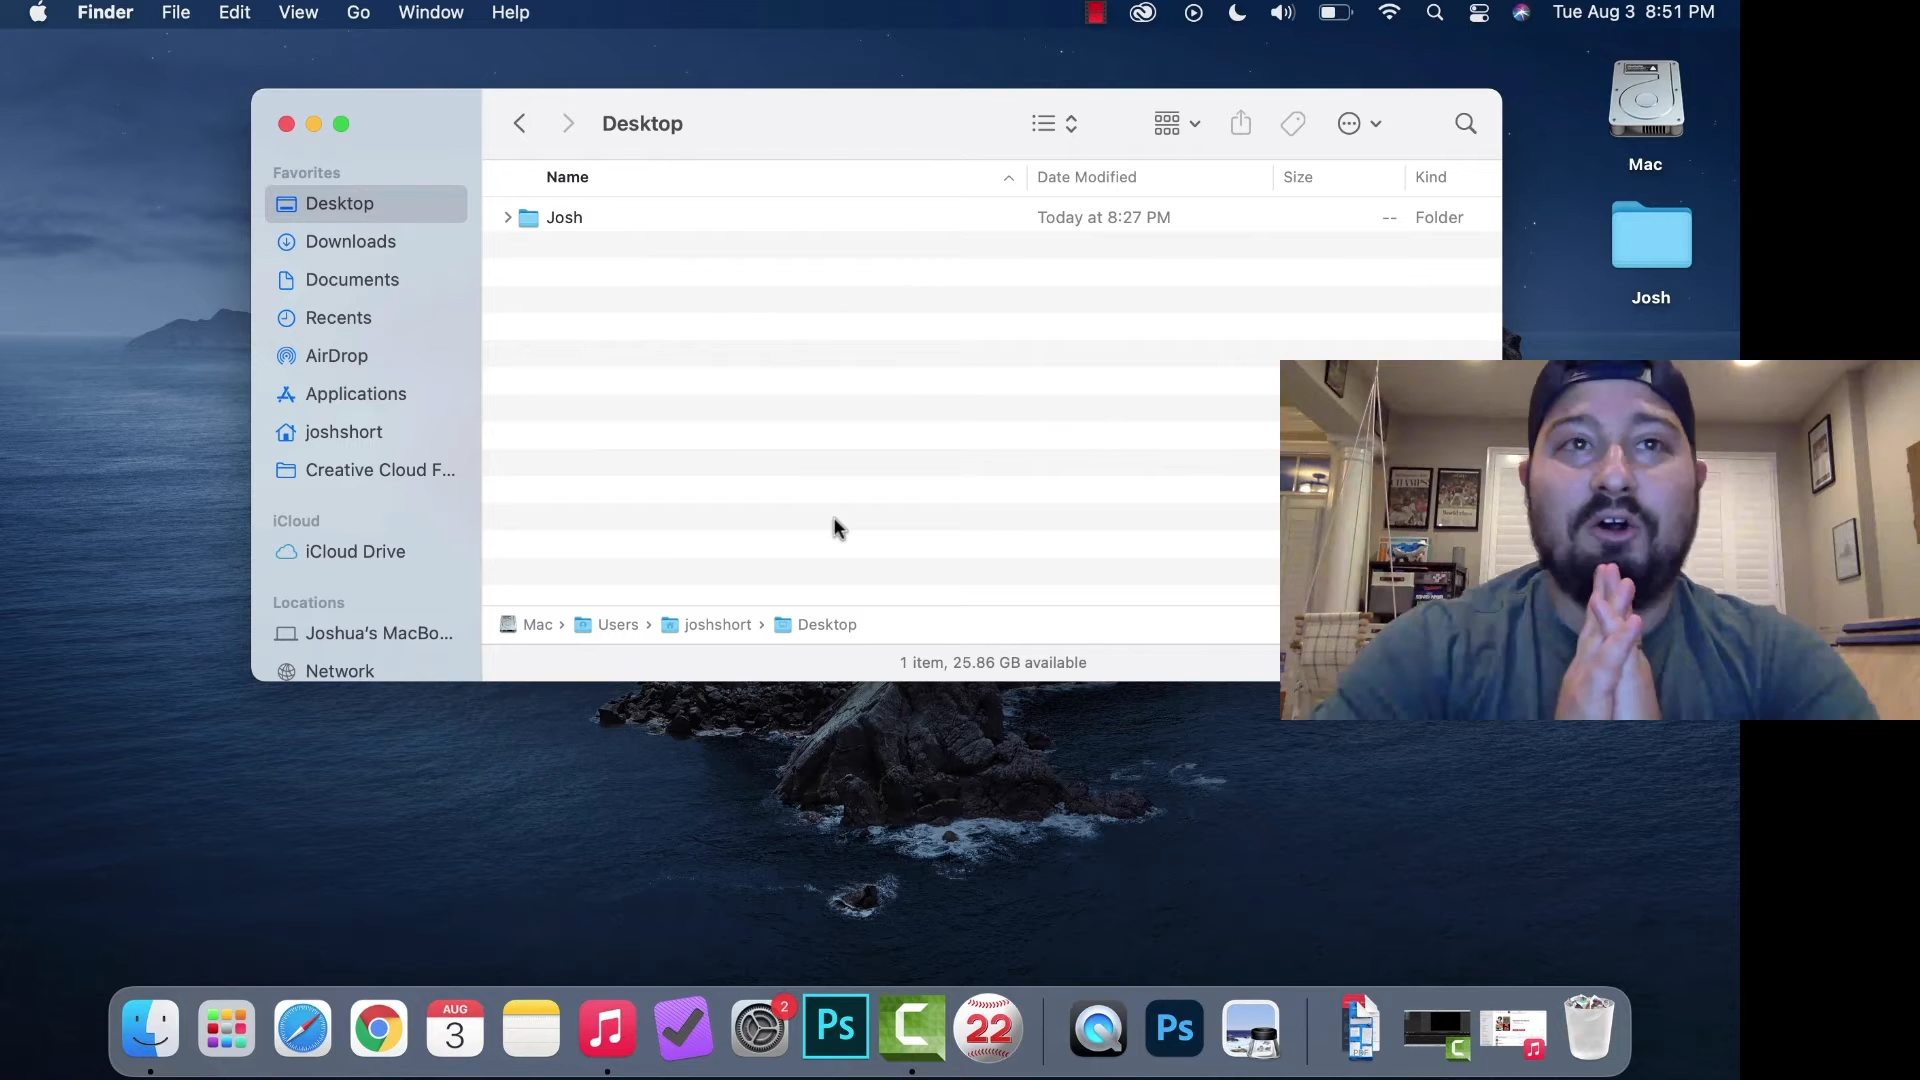 Finder File Edit View Go Window Help Tue Aug 3 8:51 PM
Desktop
Favorites
Desktop
Downloads
Documents
Recents
AirDrop
Applications
joshshort
Creative Cloud F...
iCloud
iCloud Drive
Locations
Joshua's MacBo...
Network
Name Date Modified Size Kind
Josh Today at 8:27 PM -- Folder
Mac › Users › joshshort › Desktop
1 item, 25.86 GB available
Mac
Josh
CHAMPS
AUG
3
2
Ps
22
Ps
PDF